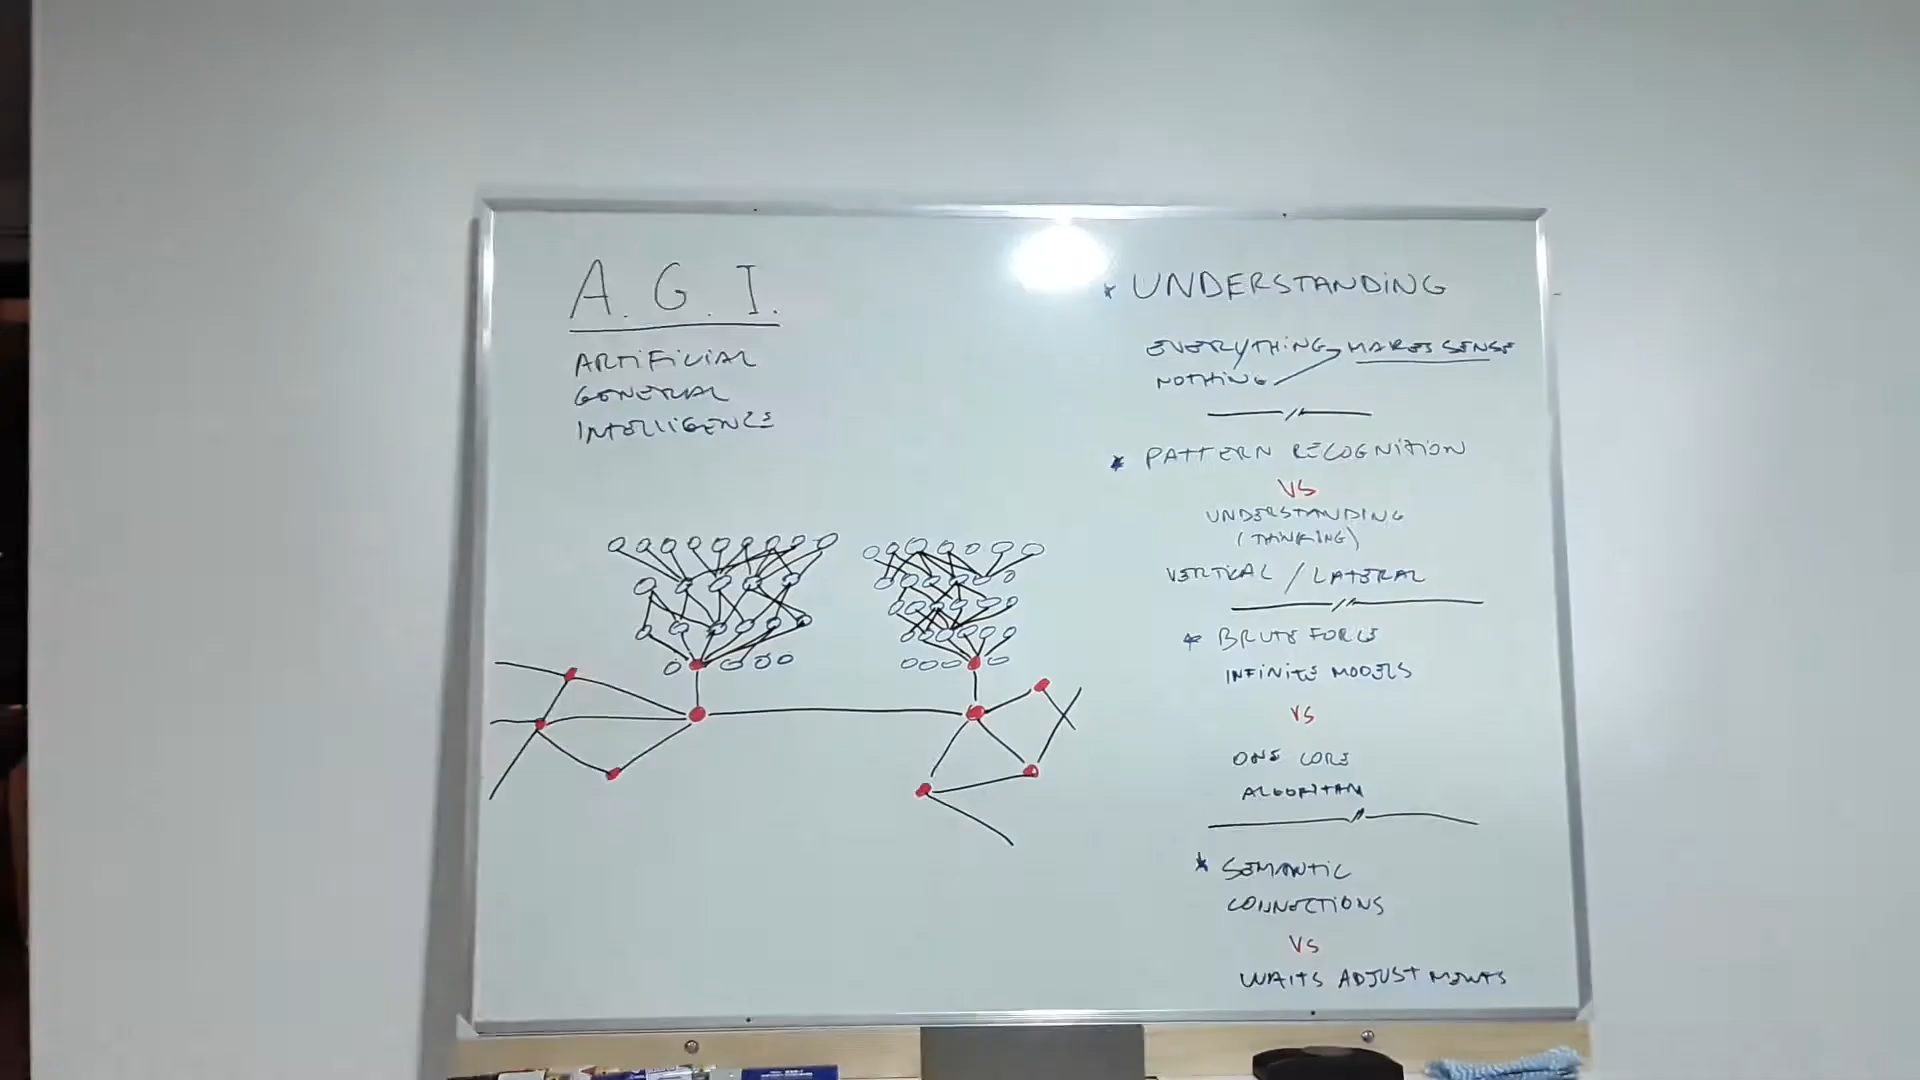 A. G. I.
ARTIFICIAL
GENERAL
INTELLIGENCE
* UNDERSTANDING
EVERYTHING MAKES SENSE
NOTHING
* PATTERN RECOGNITION
VS
UNDERSTANDING
(THINKING)
VERTICAL / LATERAL
* BRUTE FORCE
INFINITE MODELS
VS
ONE CORE
ALGORITHM
* SEMANTIC
CONNECTIONS
VS
WAITS ADJUSTMENTS